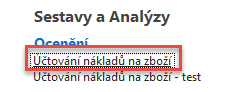 Sestavy a Analýzy
Ocenění
Účtování nákladů na zboží
Účtování nákladů na zboží - test